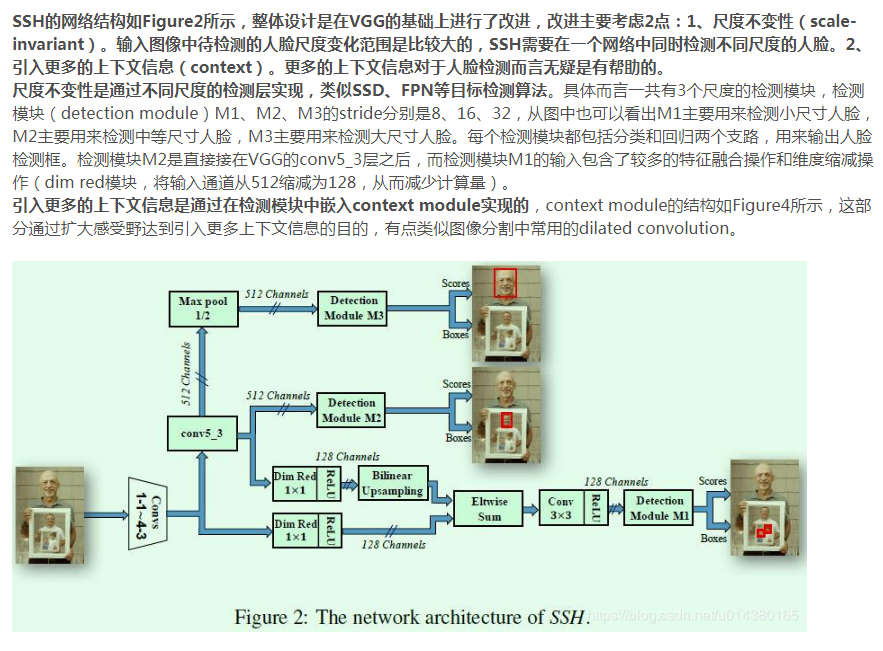 SSH的网络结构如Figure2所示，整体设计是在VGG的基础上进行了改进，改进主要考虑2点：1、尺度不变性（scale-
invariant）。输入图像中待检测的人脸尺度变化范围是比较大的，SSH需要在一个网络中同时检测不同尺度的人脸。2、
引入更多的上下文信息（context）。更多的上下文信息对于人脸检测而言无疑是有帮助的。
尺度不变性是通过不同尺度的检测层实现，类似SSD、FPN等目标检测算法。具体而言一共有3个尺度的检测模块，检测
模块（detection module）M1、M2、M3的stride分别是8、16、32，从图中也可以看出M1主要用来检测小尺寸人脸，
M2主要用来检测中等尺寸人脸，M3主要用来检测大尺寸人脸。每个检测模块都包括分类和回归两个支路，用来输出人脸
检测框。检测模块M2是直接接在VGG的conv5_3层之后，而检测模块M1的输入包含了较多的特征融合操作和维度缩减操
作（dim red模块，将输入通道从512缩减为128，从而减少计算量）。
引入更多的上下文信息是通过在检测模块中嵌入context module实现的，context module的结构如Figure4所示，这部
分通过扩大感受野达到引入更多上下文信息的目的，有点类似图像分割中常用的dilated convolution。
Max pool
1/2
512 Channels
Detection
Module M3
Scores
Boxes
512 Channels
conv5_3
512 Channels
Detection
Module M2
Scores
Boxes
128 Channels
Dim Red
1×1
ReLU
Bilinear
Upsampling
Convs
1-1~4-3
Dim Red
1×1
ReLU
128 Channels
Eltwise
Sum
Conv
3×3
ReLU
128 Channels
Detection
Module M1
Scores
Boxes
Figure 2: The network architecture of SSH.
https://blog.csdn.net/u014380165